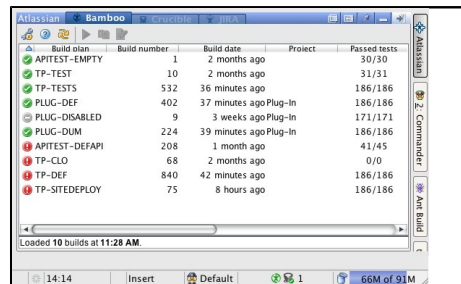 Atlassian Bamboo Crucible JIRA
Build plan Build number Build date Project Passed tests
APITEST-EMPTY 1 2 months ago 30/30
TP-TEST 10 2 months ago 31/31
TP-TESTS 532 36 minutes ago 186/186
PLUG-DEF 402 37 minutes ago Plug-In 186/186
PLUG-DISABLED 9 3 weeks ago Plug-In 171/171
PLUG-DUM 224 39 minutes ago Plug-In 186/186
APITEST-DEFAPI 208 1 month ago 41/45
TP-CLO 68 2 months ago 0/0
TP-DEF 840 42 minutes ago 186/186
TP-SITEDEPLOY 75 8 hours ago 186/186
Loaded 10 builds at 11:28 AM.
Atlassian
2: Commander
Ant Build
14:14 Insert Default 1 66M of 91M